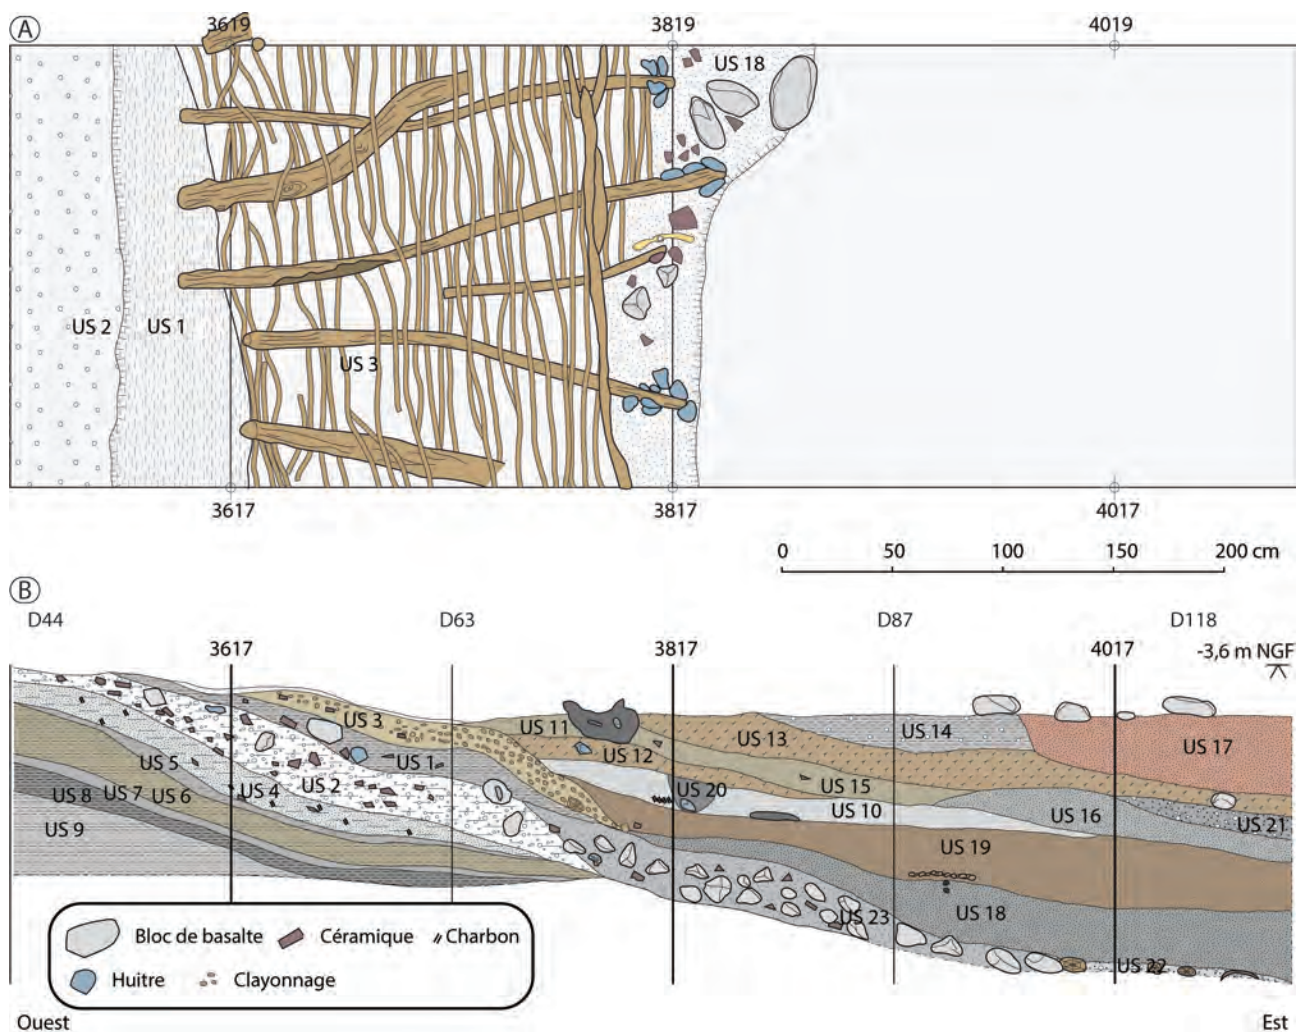 A
3619 3819 4019
US 18
US 2 US 1
US 3
3617 3817 4017
0 50 100 150 200 cm
B
D44 D63 D87 D118
3617 3817 4017 -3,6 m NGF
US 3 US 11 US 13 US 14 US 17
US 12
US 5 US 1 US 20 US 15
US 8 US 7 US 6 US 4 US 2 US 10 US 16 US 21
US 9 US 19
US 23 US 18
US 22
Bloc de basalte Céramique Charbon
Huitre Clayonnage
Ouest Est